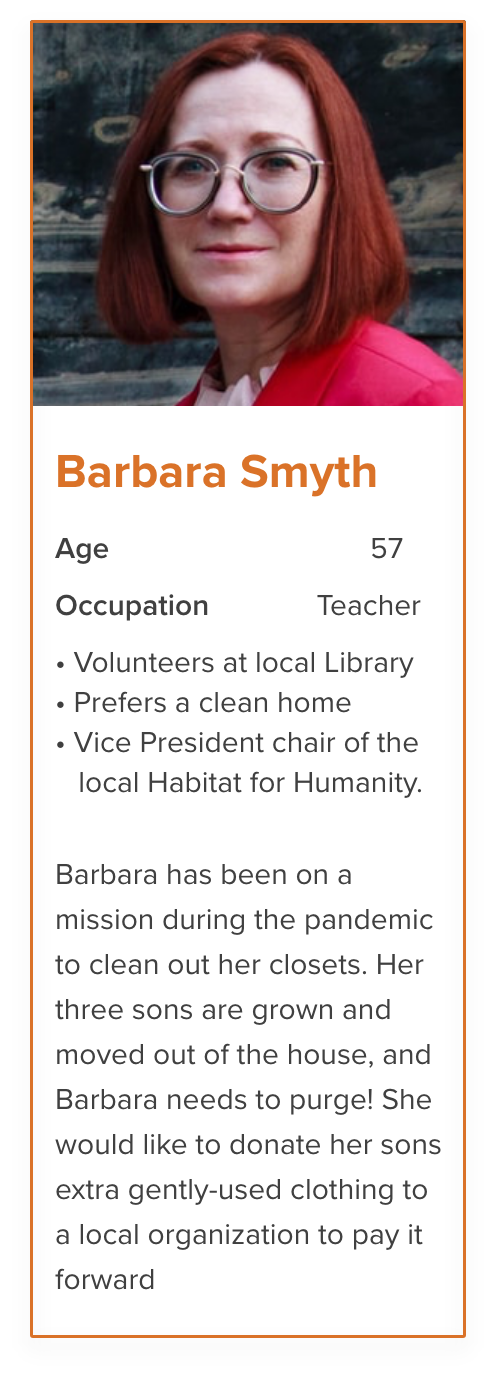 Barbara Smyth
Age 57
Occupation Teacher
• Volunteers at local Library
• Prefers a clean home
• Vice President chair of the
local Habitat for Humanity.
Barbara has been on a
mission during the pandemic
to clean out her closets. Her
three sons are grown and
moved out of the house, and
Barbara needs to purge! She
would like to donate her sons
extra gently-used clothing to
a local organization to pay it
forward